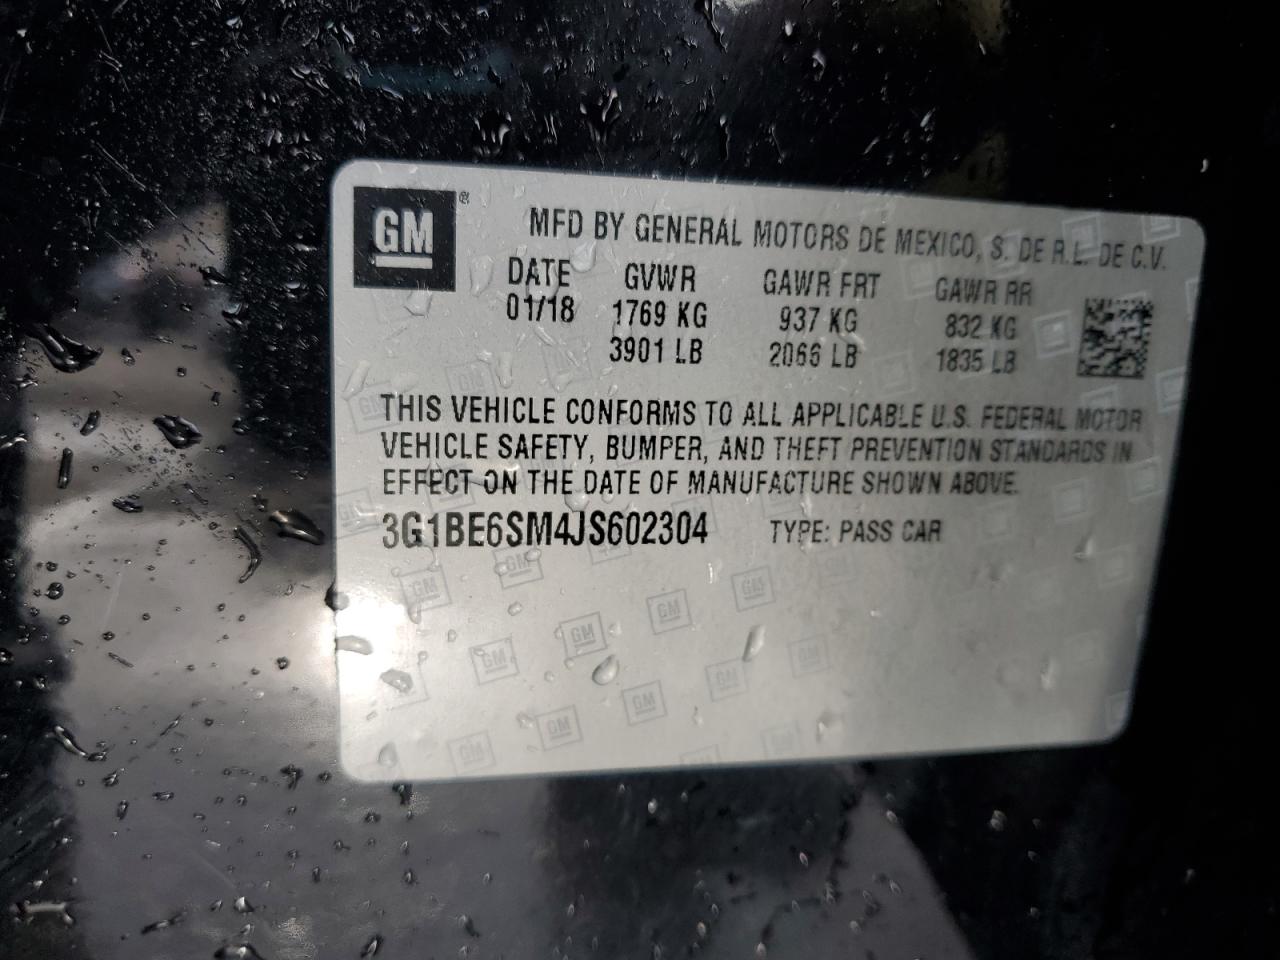 GM®
MFD BY GENERAL MOTORS DE MEXICO, S. DE R.L. DE C.V.
DATE GVWR GAWR FRT GAWR RR
01/18 1769 KG 937 KG 832 KG
3901 LB 2066 LB 1835 LB
THIS VEHICLE CONFORMS TO ALL APPLICABLE U.S. FEDERAL MOTOR
VEHICLE SAFETY, BUMPER, AND THEFT PREVENTION STANDARDS IN
EFFECT ON THE DATE OF MANUFACTURE SHOWN ABOVE.
3G1BE6SM4JS602304 TYPE: PASS CAR